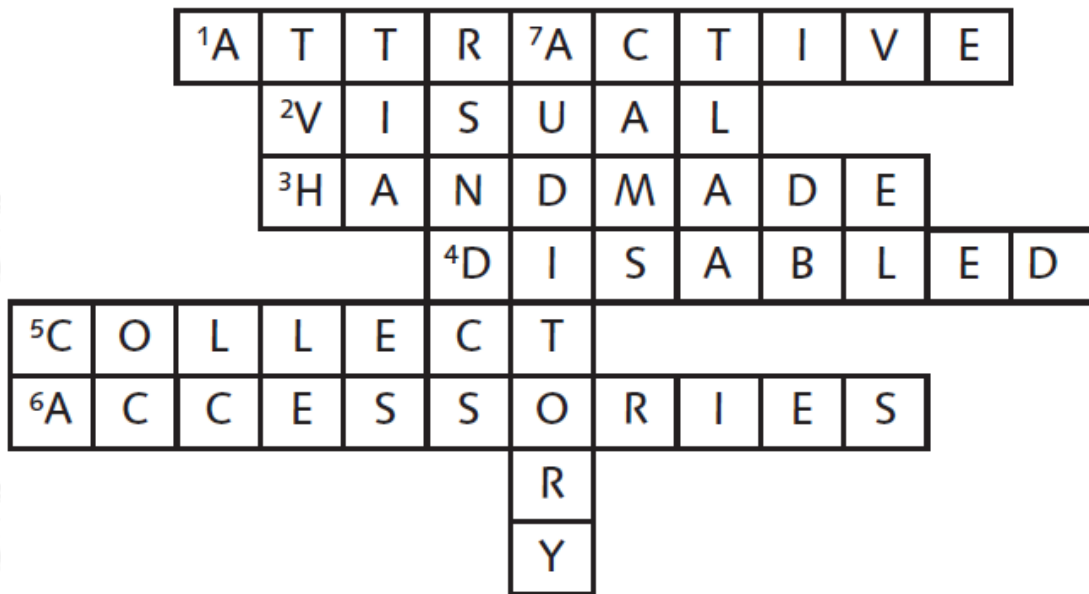 ¹A T T R ⁷A C T I V E
²V I S U A L
³H A N D M A D E
⁴D I S A B L E D
⁵C O L L E C T
⁶A C C E S S O R I E S
R
Y